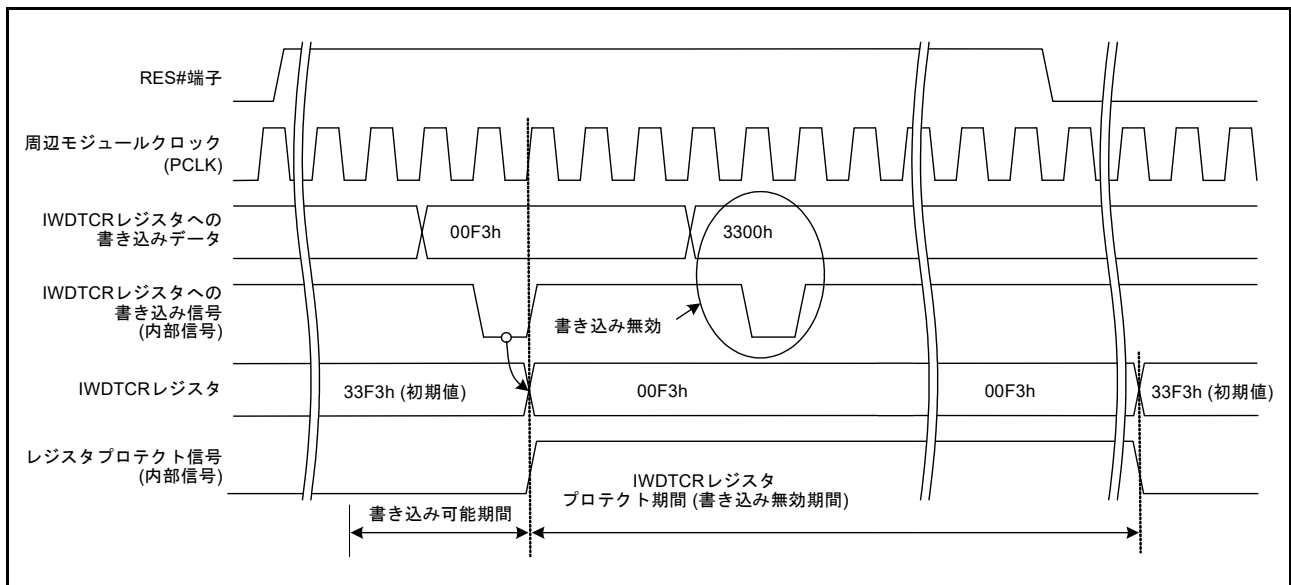 RES#端子
周辺モジュールクロック
(PCLK)
IWDTCRレジスタへの
書き込みデータ
00F3h
3300h
IWDTCRレジスタへの
書き込み信号
(内部信号)
書き込み無効
IWDTCRレジスタ
33F3h (初期値)
00F3h
00F3h
33F3h (初期値)
レジスタプロテクト信号
(内部信号)
IWDTCRレジスタ
プロテクト期間 (書き込み無効期間)
書き込み可能期間